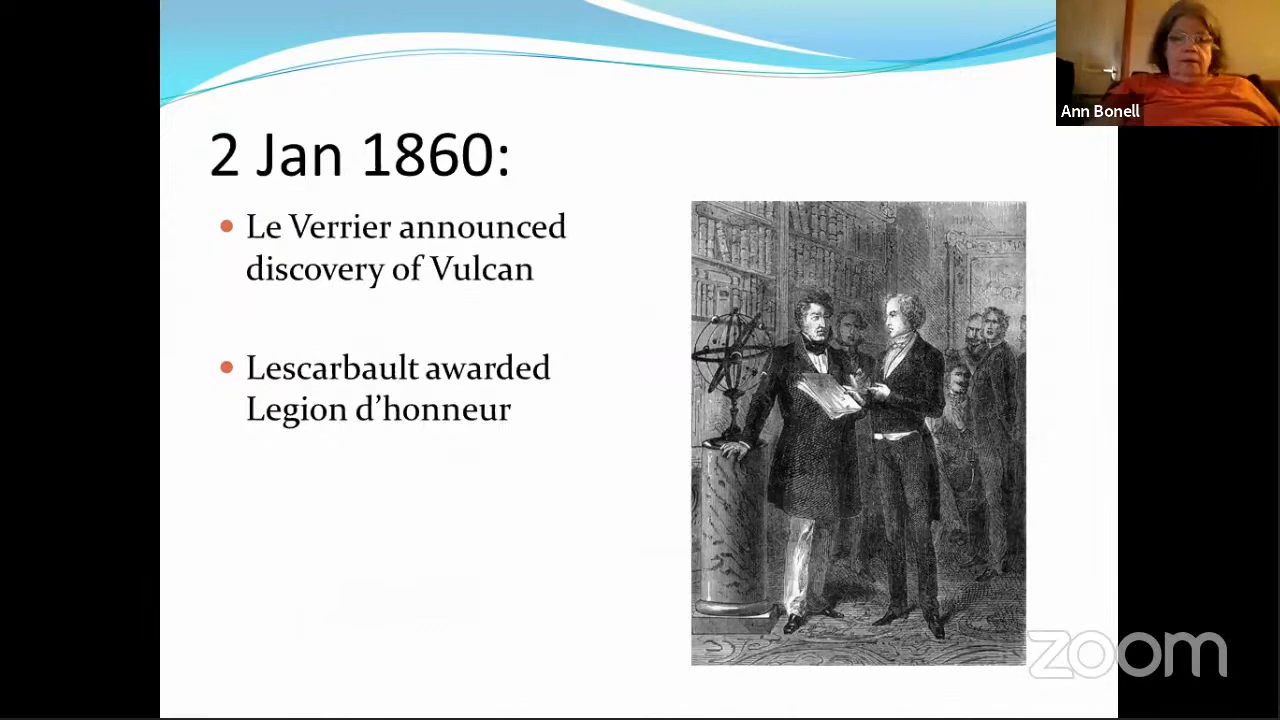 2 Jan 1860:
Le Verrier announced
discovery of Vulcan
Lescarbault awarded
Legion d’honneur
Ann Bonell
zoom